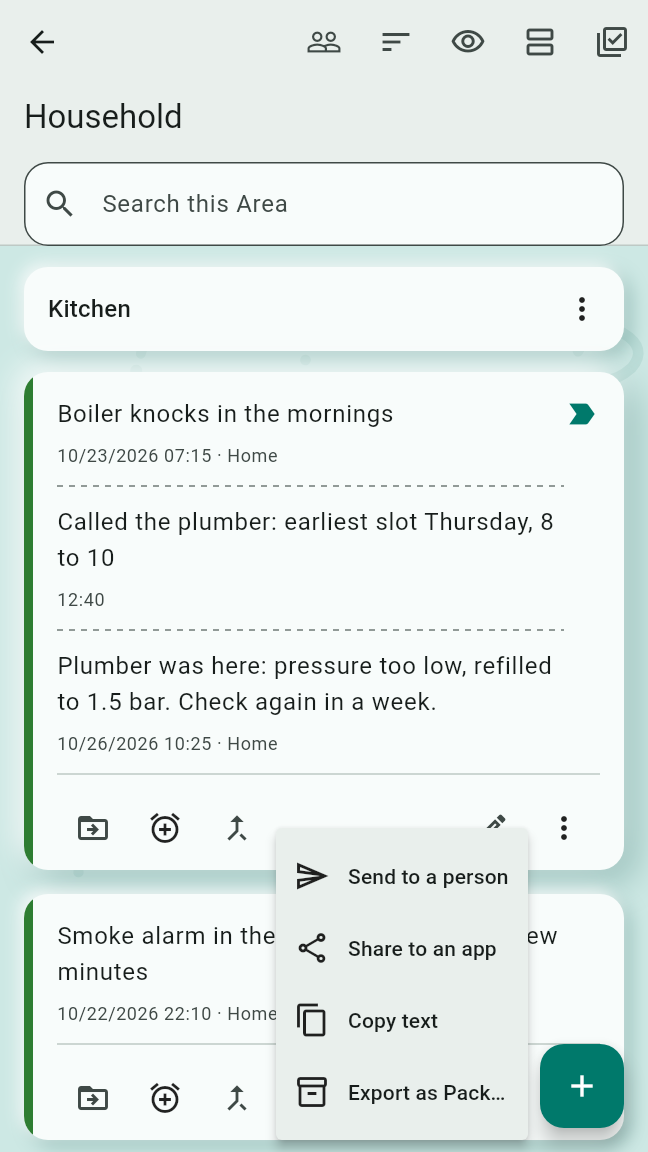 Household
Search this Area
Kitchen
Boiler knocks in the mornings
10/23/2026 07:15 · Home
Called the plumber: earliest slot Thursday, 8
to 10
12:40
Plumber was here: pressure too low, refilled
to 1.5 bar. Check again in a week.
10/26/2026 10:25 · Home
Send to a person
Smoke alarm in the ew
minutes
Share to an app
10/22/2026 22:10 · Home
Copy text
Export as Pack...